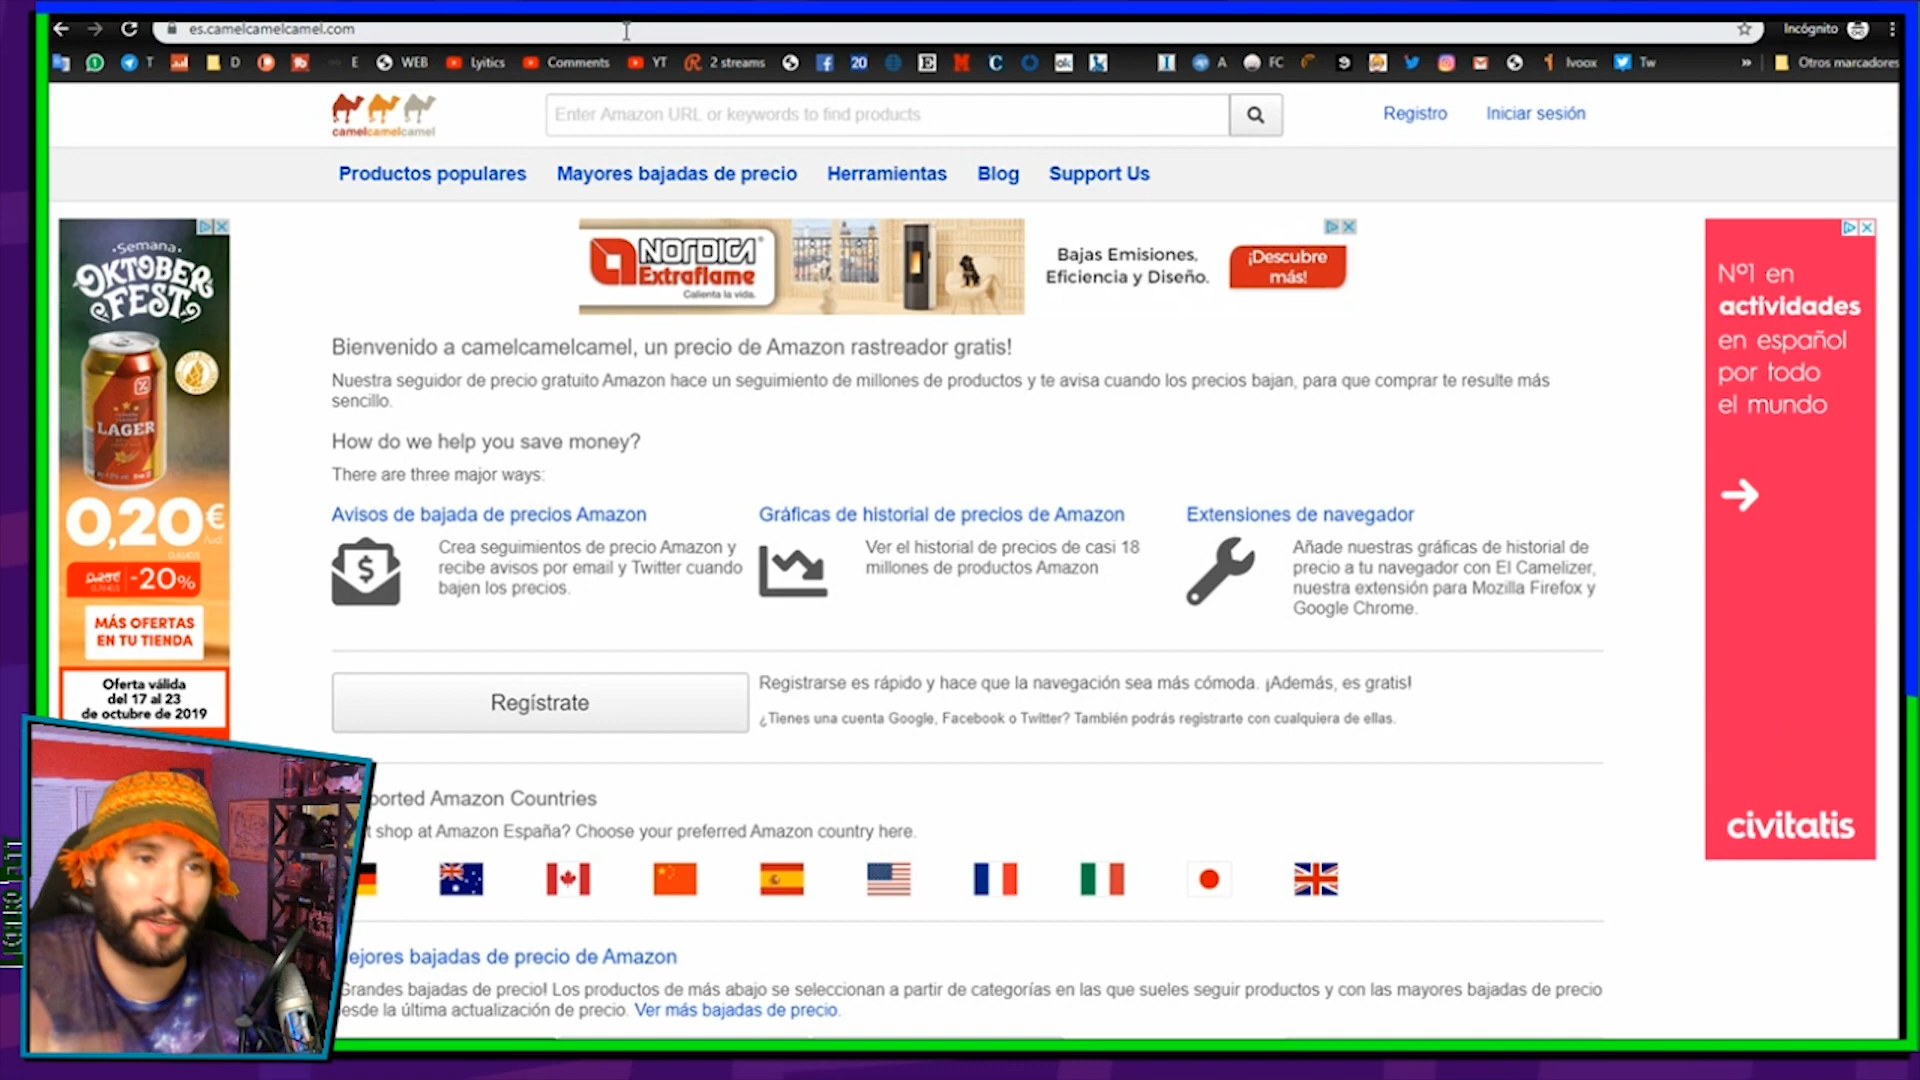 es.camelcamelcamel.com
Incógnito
T
D
E
WEB
Lyitics
Comments
YT
2 streams
20
ok
A
FC
Ivoox
Tw
»
Otros marcadores
camelcamelcamel
Enter Amazon URL or keywords to find products
Registro
Iniciar sesión
Productos populares
Mayores bajadas de precio
Herramientas
Blog
Support Us
·Semana·
OKTOBER
FEST
LAGER
0,20€
/ud.
-20%
MÁS OFERTAS
EN TU TIENDA
Oferta válida
del 17 al 23
de octubre de 2019
NORDICA
Extraflame
Calienta la vida.
Bajas Emisiones,
Eficiencia y Diseño.
¡Descubre
más!
Nº1 en
actividades
en español
por todo
el mundo
civitatis
Bienvenido a camelcamelcamel, un precio de Amazon rastreador gratis!
Nuestra seguidor de precio gratuito Amazon hace un seguimiento de millones de productos y te avisa cuando los precios bajan, para que comprar te resulte más
sencillo.
How do we help you save money?
There are three major ways:
Avisos de bajada de precios Amazon
Crea seguimientos de precio Amazon y
recibe avisos por email y Twitter cuando
bajen los precios.
Gráficas de historial de precios de Amazon
Ver el historial de precios de casi 18
millones de productos Amazon
Extensiones de navegador
Añade nuestras gráficas de historial de
precio a tu navegador con El Camelizer,
nuestra extensión para Mozilla Firefox y
Google Chrome.
Regístrate
Registrarse es rápido y hace que la navegación sea más cómoda. ¡Además, es gratis!
¿Tienes una cuenta Google, Facebook o Twitter? También podrás registrarte con cualquiera de ellas.
ported Amazon Countries
t shop at Amazon España? Choose your preferred Amazon country here.
ejores bajadas de precio de Amazon
Grandes bajadas de precio! Los productos de más abajo se seleccionan a partir de categorías en las que sueles seguir productos y con las mayores bajadas de precio
esde la última actualización de precio. Ver más bajadas de precio.